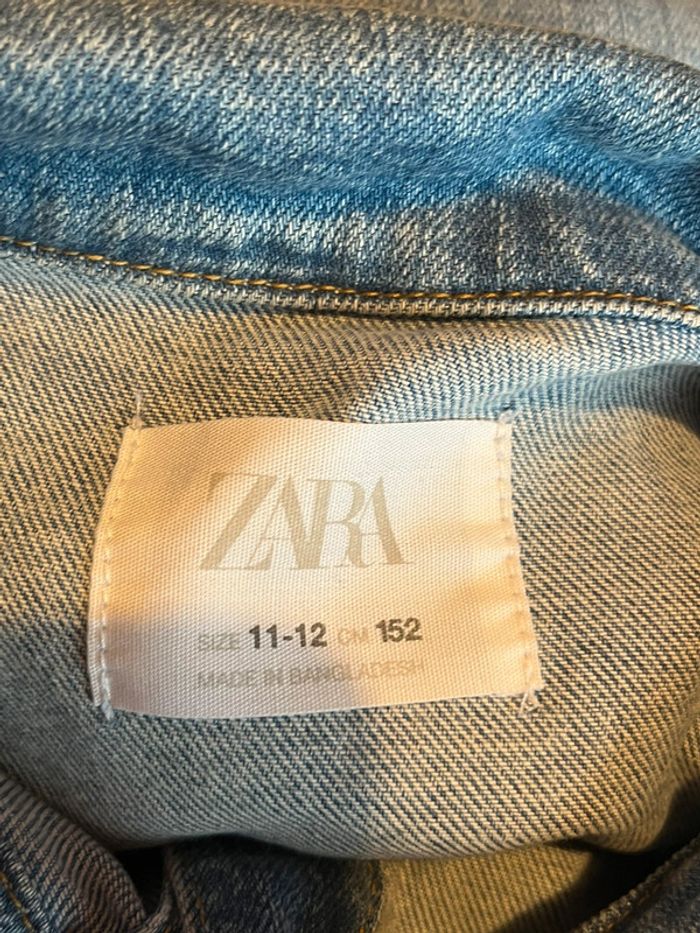 ZARA
SIZE 11-12 CM 152
MADE IN BANGLADESH